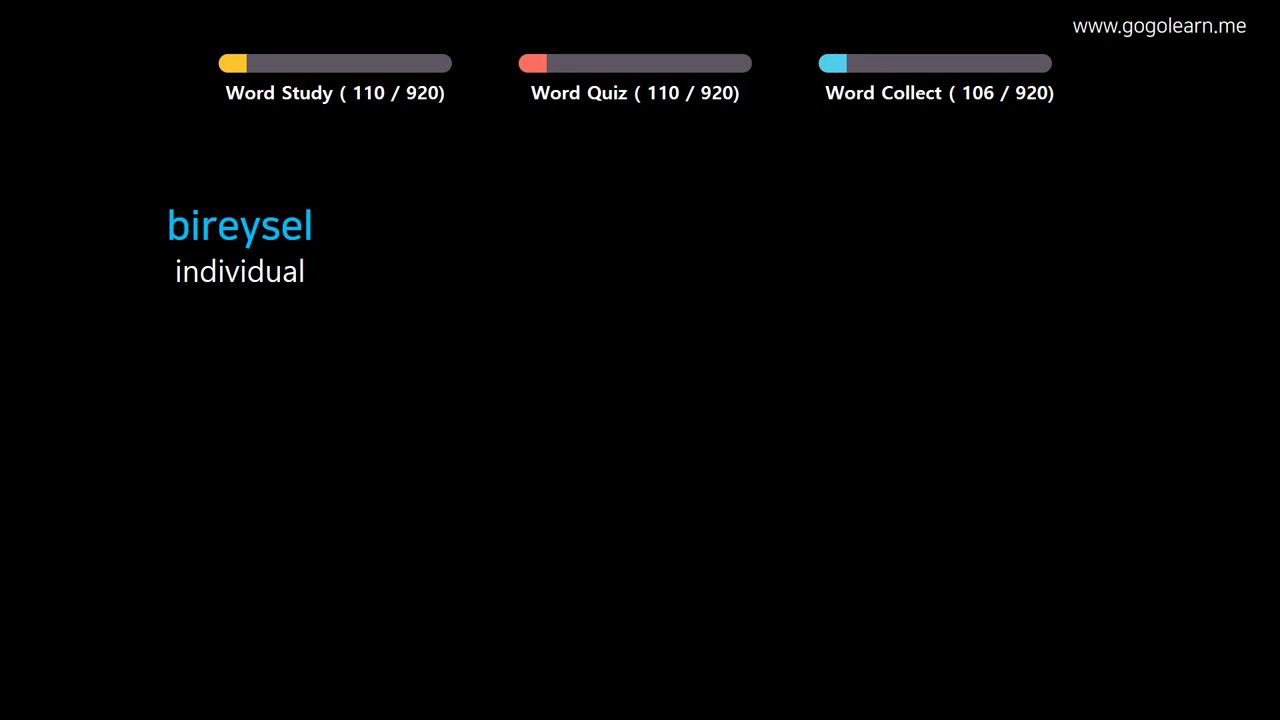 www.gogolearn.me
Word Study ( 110 / 920)
Word Quiz ( 110 / 920)
Word Collect ( 106 / 920)
bireysel
individual